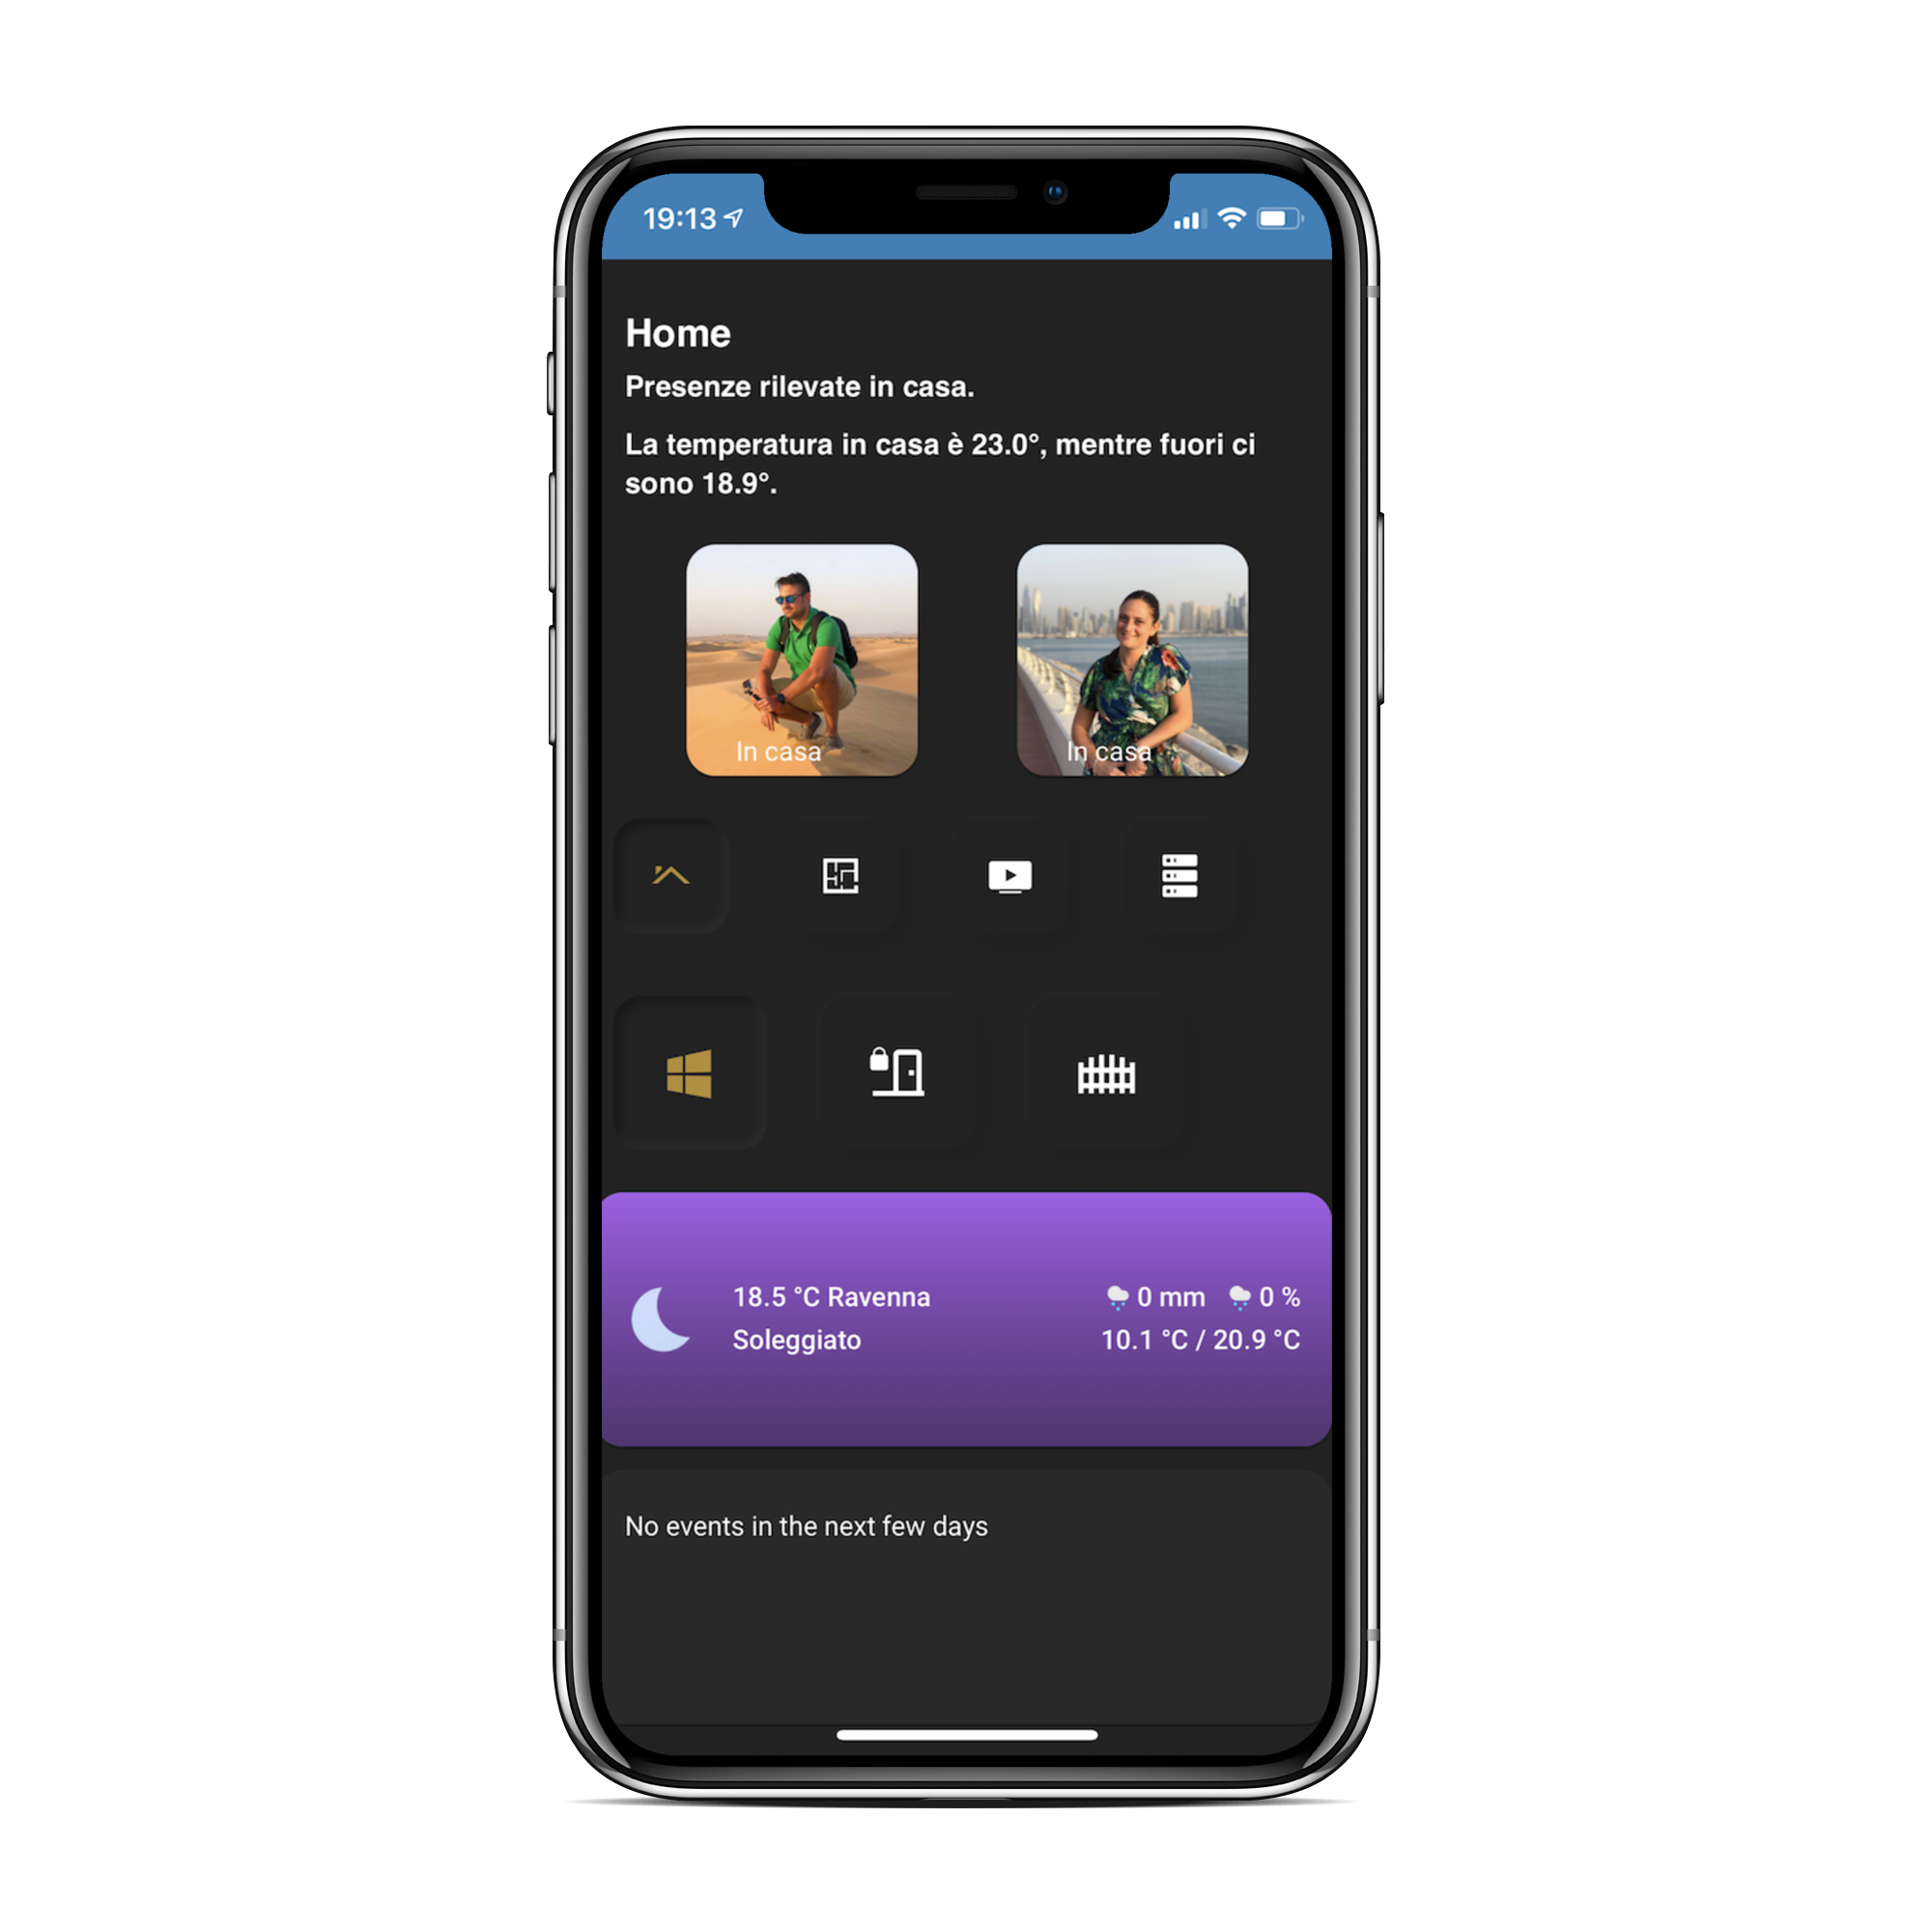 19:13
Home
Presenze rilevate in casa.
La temperatura in casa è 23.0°, mentre fuori ci
sono 18.9°.
In casa
In casa
18.5 °C Ravenna
0 mm 0 %
Soleggiato
10.1 °C / 20.9 °C
No events in the next few days